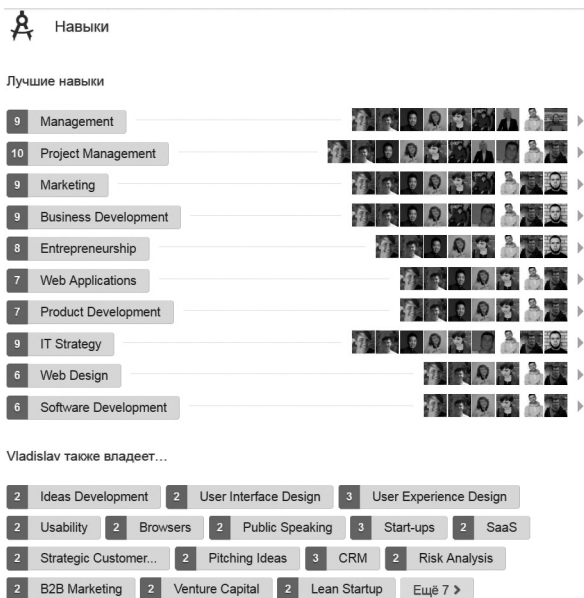 Навыки
Лучшие навыки
9 Management
10 Project Management
9 Marketing
9 Business Development
8 Entrepreneurship
7 Web Applications
7 Product Development
9 IT Strategy
6 Web Design
6 Software Development
Vladislav также владеет...
2 Ideas Development 2 User Interface Design 3 User Experience Design
2 Usability 2 Browsers 2 Public Speaking 3 Start-ups 2 SaaS
2 Strategic Customer... 2 Pitching Ideas 3 CRM 2 Risk Analysis
2 B2B Marketing 2 Venture Capital 2 Lean Startup Ещё 7 >